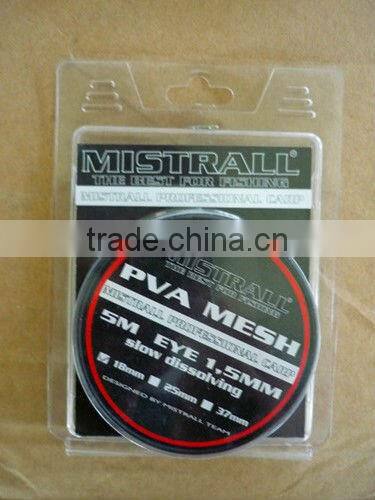 MISTRALL®
THE BEST FOR FISHING
MISTRALL PROFESSIONAL CARP
trade.china.cn
MISTRALL®
THE BEST FOR FISHING
PVA MESH
MISTRALL PROFESSIONAL CARP
5M EYE 1,5MM
slow dissolving
18mm 25mm 37mm
DESIGNED BY MISTRALL TEAM